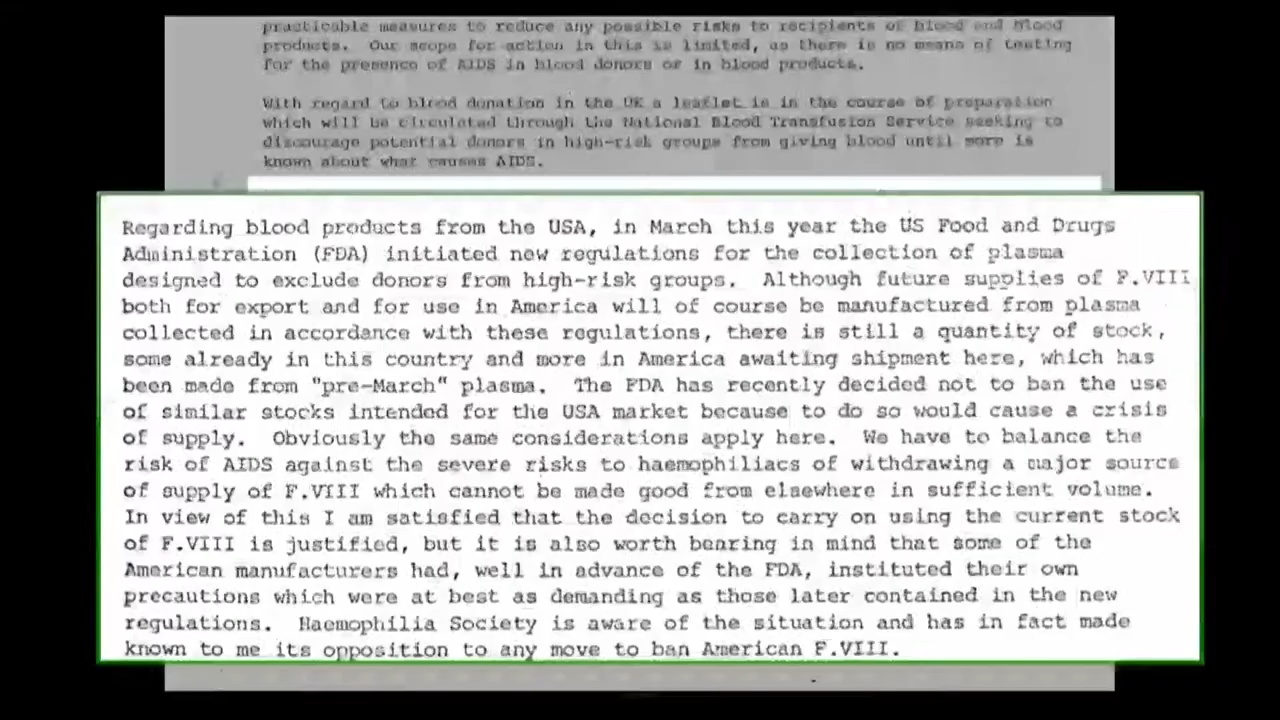 practicable measures to reduce any possible risks to recipients of blood and blood
products. Our scope for action in this is limited, as there is no means of testing
for the presence of AIDS in blood donors or in blood products.
With regard to blood donation in the UK a leaflet is in the course of preparation
which will be circulated through the National Blood Transfusion Service seeking to
discourage potential donors in high-risk groups from giving blood until more is
known about what causes AIDS.
Regarding blood products from the USA, in March this year the US Food and Drugs
Administration (FDA) initiated new regulations for the collection of plasma
designed to exclude donors from high-risk groups. Although future supplies of F.VIII
both for export and for use in America will of course be manufactured from plasma
collected in accordance with these regulations, there is still a quantity of stock,
some already in this country and more in America awaiting shipment here, which has
been made from "pre-March" plasma. The FDA has recently decided not to ban the use
of similar stocks intended for the USA market because to do so would cause a crisis
of supply. Obviously the same considerations apply here. We have to balance the
risk of AIDS against the severe risks to haemophiliacs of withdrawing a major source
of supply of F.VIII which cannot be made good from elsewhere in sufficient volume.
In view of this I am satisfied that the decision to carry on using the current stock
of F.VIII is justified, but it is also worth bearing in mind that some of the
American manufacturers had, well in advance of the FDA, instituted their own
precautions which were at best as demanding as those later contained in the new
regulations. Haemophilia Society is aware of the situation and has in fact made
known to me its opposition to any move to ban American F.VIII.